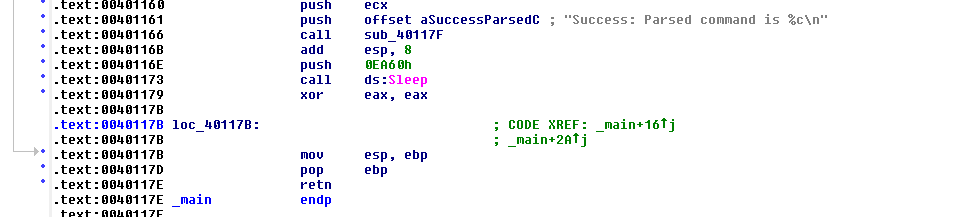 .text:00401160 push ecx
.text:00401161 push offset aSuccessParsedC ; "Success: Parsed command is %c\n"
.text:00401166 call sub_40117F
.text:0040116B add esp, 8
.text:0040116E push 0EA60h
.text:00401173 call ds:Sleep
.text:00401179 xor eax, eax
.text:0040117B
.text:0040117B loc_40117B: ; CODE XREF: _main+16↑j
.text:0040117B ; _main+2A↑j
.text:0040117B mov esp, ebp
.text:0040117D pop ebp
.text:0040117E retn
.text:0040117E _main endp
.text:0040117E